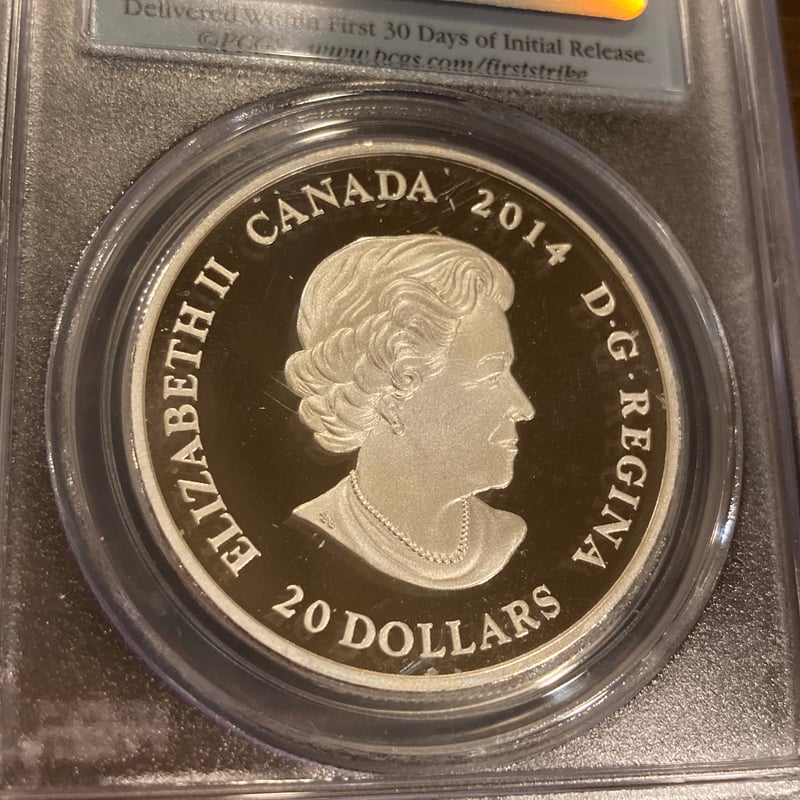 Delivered Within First 30 Days of Initial Release.
©PCGS www.pcgs.com/firststrike
ELIZABETH II CANADA 2014 D·G·REGINA
20 DOLLARS